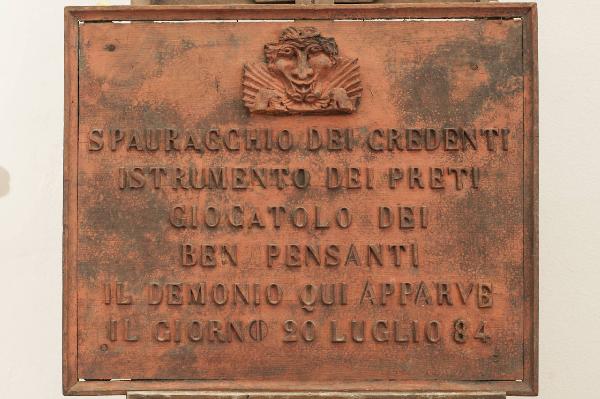 SPAURACCHIO DEI CREDENTI
ISTRUMENTO DEI PRETI
GIOCATOLO DEI
BEN PENSANTI
IL DEMONIO QUI APPARVE
IL GIORNO 20 LUGLIO 84